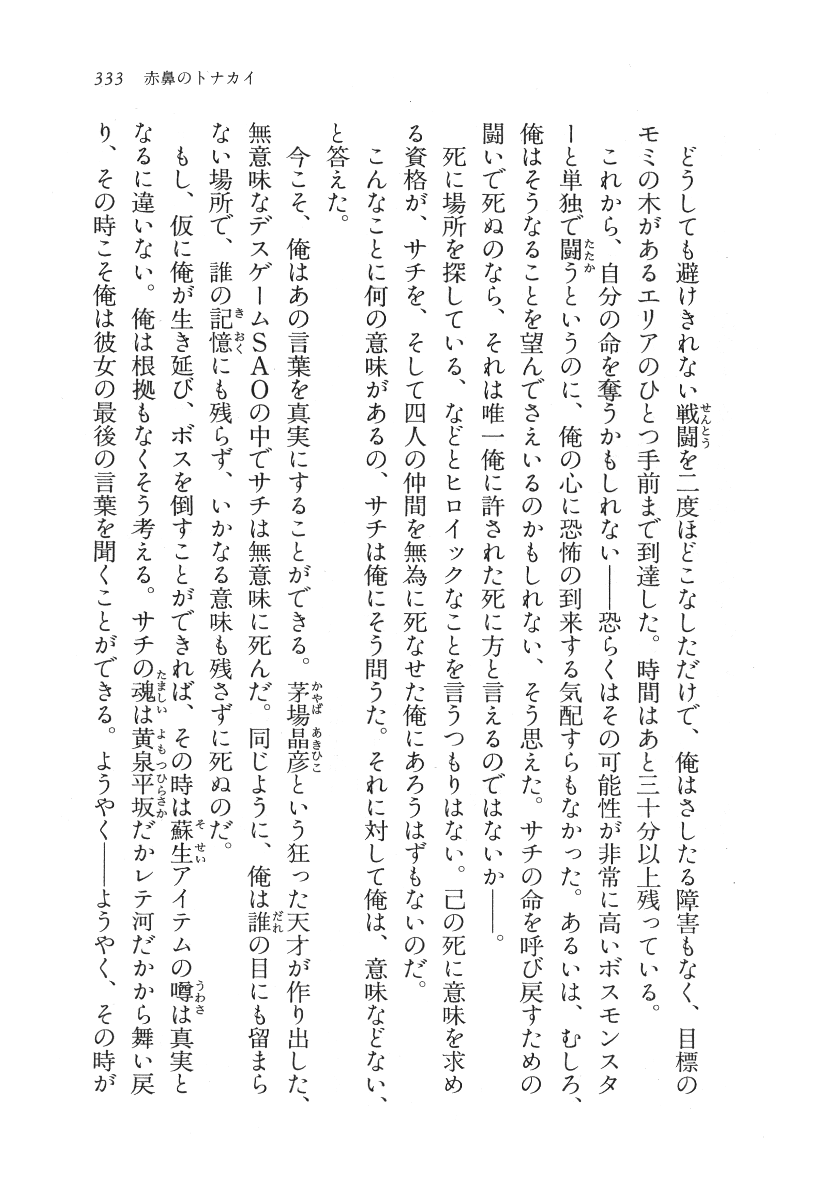 333 赤鼻のトナカイ
どうしても避けきれない戦闘を二度ほどこなしただけで、俺はさしたる障害もなく、目標の
モミの木があるエリアのひとつ手前まで到達した。時間はあと三十分以上残っている。
これから、自分の命を奪うかもしれない――恐らくはその可能性が非常に高いボスモンスタ
ーと単独で闘うというのに、俺の心に恐怖の到来する気配すらもなかった。あるいは、むしろ、
俺はそうなることを望んでさえいるのかもしれない、そう思えた。サチの命を呼び戻すための
闘いで死ぬのなら、それは唯一俺に許された死に方と言えるのではないか――。
死に場所を探している、などとヒロイックなことを言うつもりはない。己の死に意味を求め
る資格が、サチを、そして四人の仲間を無為に死なせた俺にあろうはずもないのだ。
こんなことに何の意味があるの、サチは俺にそう問うた。それに対して俺は、意味などない、
と答えた。
今こそ、俺はあの言葉を真実にすることができる。茅場晶彦という狂った天才が作り出した、
無意味なデスゲームSAOの中でサチは無意味に死んだ。同じように、俺は誰の目にも留まら
ない場所で、誰の記憶にも残らず、いかなる意味も残さずに死ぬのだ。
もし、仮に俺が生き延び、ボスを倒すことができれば、その時は蘇生アイテムの噂は真実と
なるに違いない。俺は根拠もなくそう考える。サチの魂は黄泉平坂だかレテ河だかから舞い戻
り、その時こそ俺は彼女の最後の言葉を聞くことができる。ようやく――ようやく、その時が